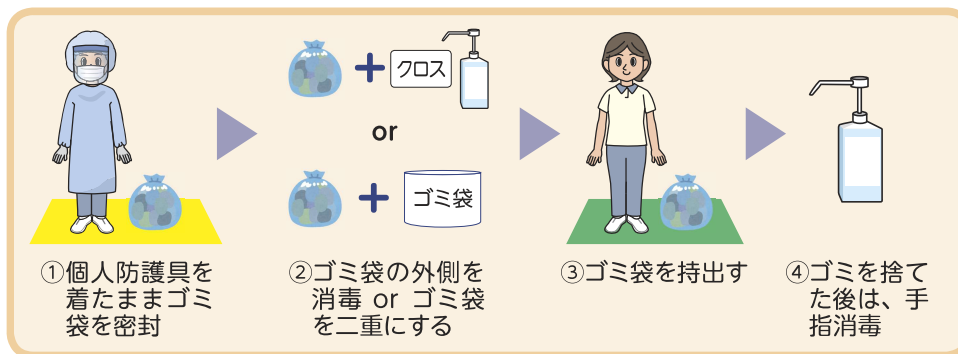 クロス
or
ゴミ袋
①個人防護具を
着たままゴミ
袋を密封
②ゴミ袋の外側を
消毒 or ゴミ袋
を二重にする
③ゴミ袋を持出す
④ゴミを捨て
た後は、手
指消毒